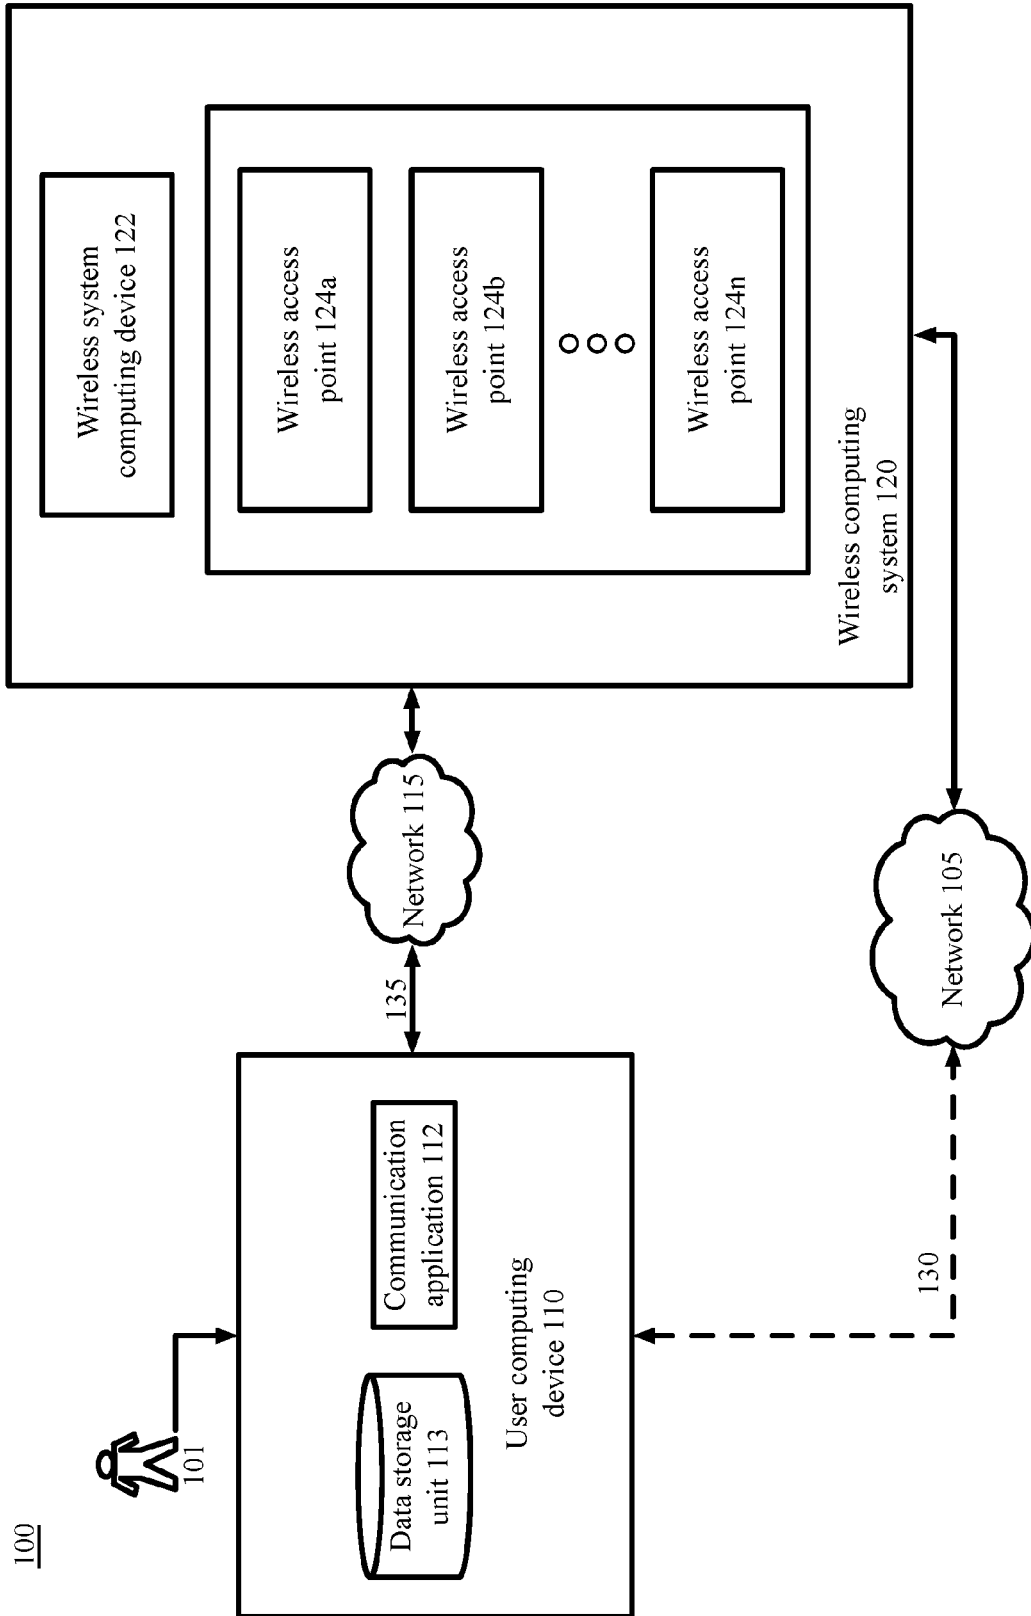 100
101
Data storage
unit 113
Communication
application 112
User computing
device 110
135
Network 115
130
Network 105
Wireless system
computing device 122
Wireless access
point 124a
Wireless access
point 124b
Wireless access
point 124n
Wireless computing
system 120